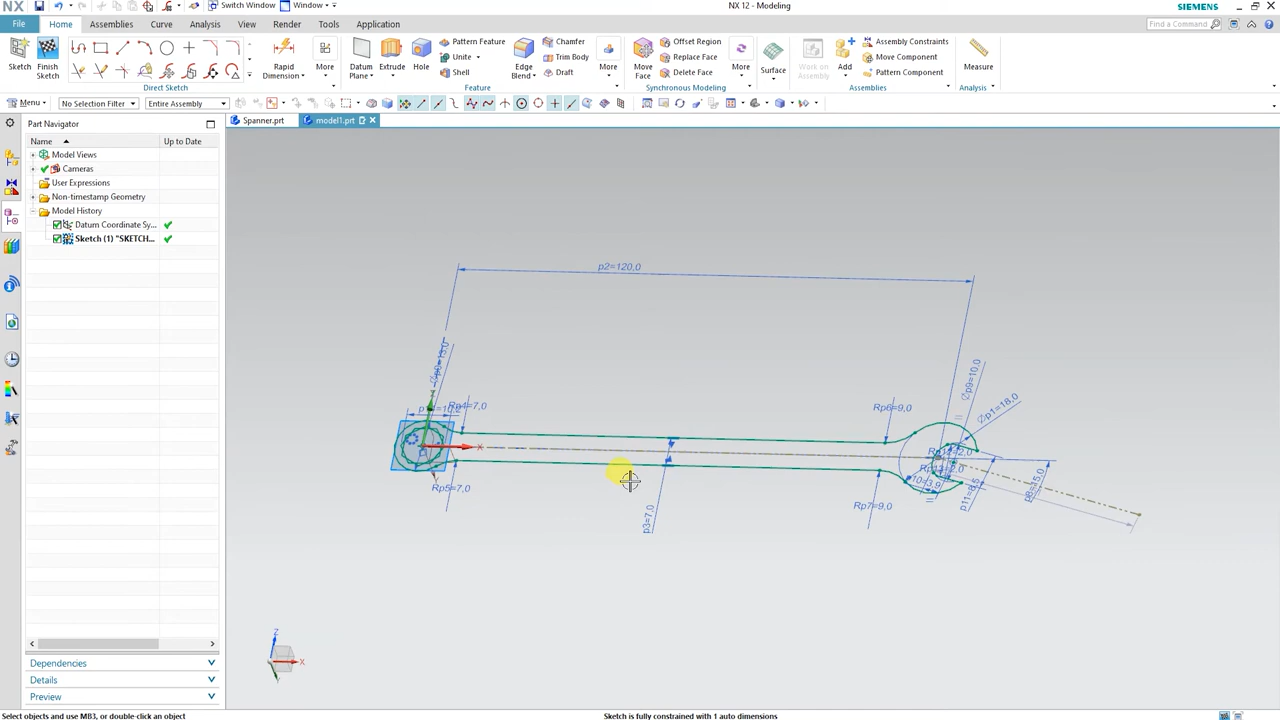 NX
Switch Window
Window
NX 12 - Modeling
SIEMENS
File
Home
Assemblies
Curve
Analysis
View
Render
Tools
Application
Find a Command
Sketch
Finish
Sketch
Rapid
Dimension
More
Direct Sketch
Datum
Plane
Extrude
Hole
Pattern Feature
Unite
Shell
Edge
Blend
Chamfer
Trim Body
Draft
More
Feature
Move
Face
Offset Region
Replace Face
Delete Face
More
Synchronous Modeling
Surface
Work on
Assembly
Add
Assembly Constraints
Move Component
Pattern Component
Assemblies
Measure
Analysis
Menu
No Selection Filter
Entire Assembly
Part Navigator
Spanner.prt
model1.prt
Name
Up to Date
Model Views
Cameras
User Expressions
Non-timestamp Geometry
Model History
Datum Coordinate Sy...
Sketch (1) "SKETCH...
p2=120,0
Rp4=7,0
Rp5=7,0
p3=7,0
Rp6=9,0
Rp7=9,0
∅p9=10,0
∅p1=18,0
p11=8,5
p8=15,0
X
Z
X
Y
Dependencies
Details
Preview
Select objects and use MB3, or double-click an object
Sketch is fully constrained with 1 auto dimensions